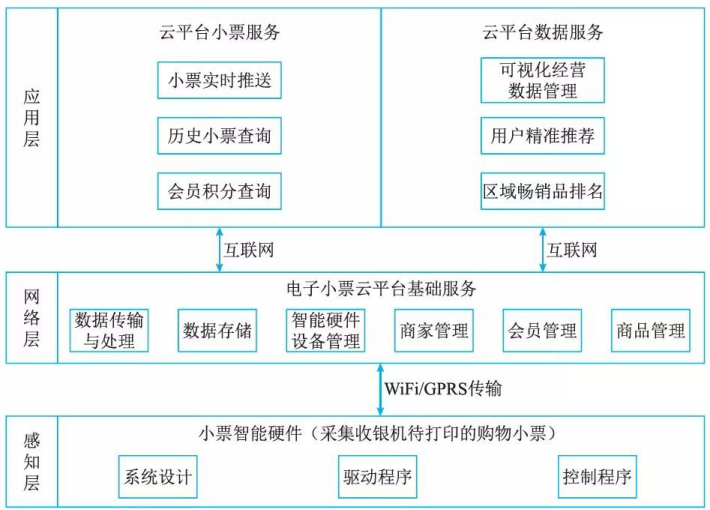 应用层
云平台小票服务
小票实时推送
历史小票查询
会员积分查询
云平台数据服务
可视化经营
数据管理
用户精准推荐
区域畅销品排名
互联网
互联网
网络层
电子小票云平台基础服务
数据传输
与处理
数据存储
智能硬件
设备管理
商家管理
会员管理
商品管理
WiFi/GPRS传输
感知层
小票智能硬件（采集收银机待打印的购物小票）
系统设计
驱动程序
控制程序